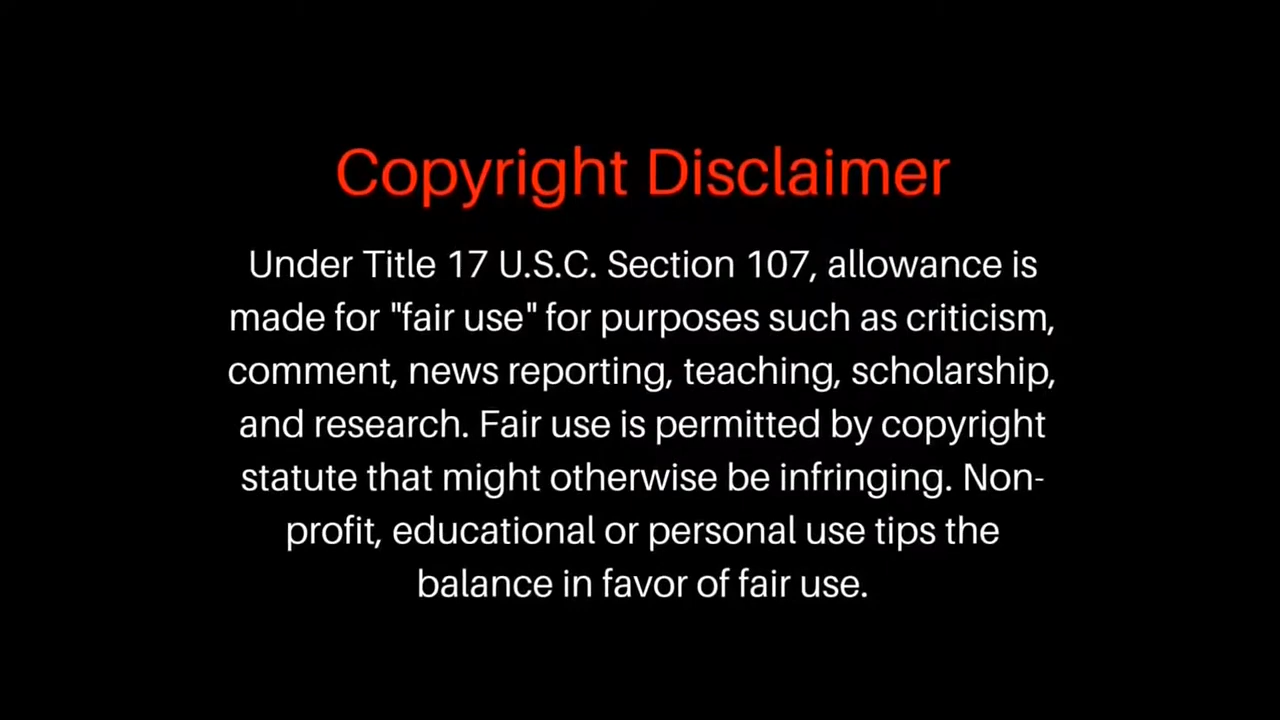 Copyright Disclaimer
Under Title 17 U.S.C. Section 107, allowance is
made for "fair use" for purposes such as criticism,
comment, news reporting, teaching, scholarship,
and research. Fair use is permitted by copyright
statute that might otherwise be infringing. Non-
profit, educational or personal use tips the
balance in favor of fair use.